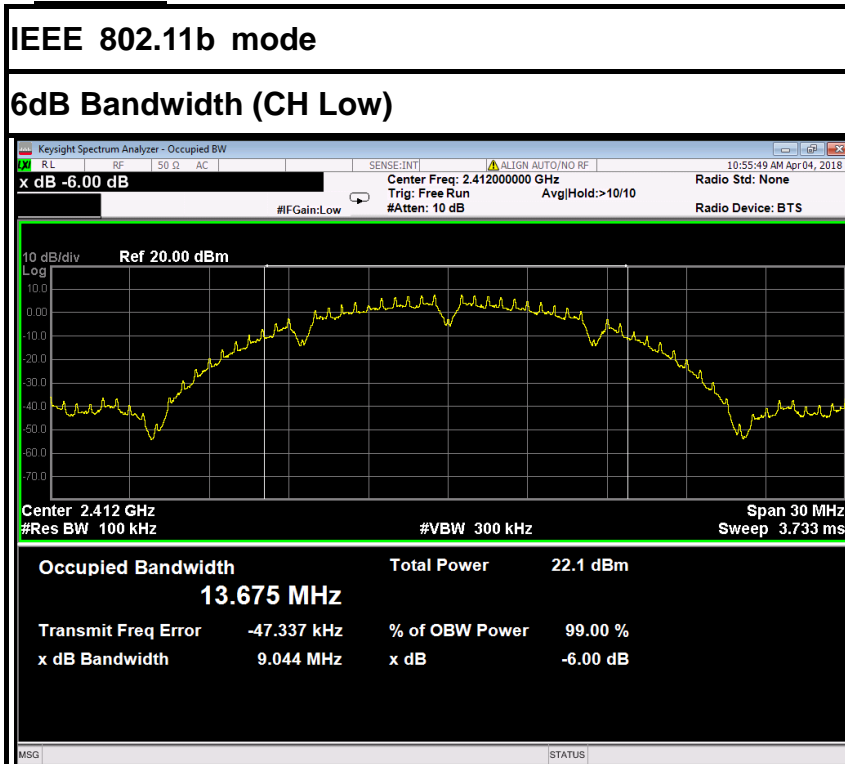 IEEE 802.11b mode
6dB Bandwidth (CH Low)
Keysight Spectrum Analyzer - Occupied BW
LXI RL RF 50 Ω AC SENSE:INT ALIGN AUTO/NO RF 10:55:49 AM Apr 04, 2018
x dB -6.00 dB
Center Freq: 2.412000000 GHz
Radio Std: None
Trig: Free Run Avg|Hold:>10/10
#IFGain:Low #Atten: 10 dB Radio Device: BTS
10 dB/div Ref 20.00 dBm
Log
10.0
0.00
-10.0
-20.0
-30.0
-40.0
-50.0
-60.0
-70.0
Center 2.412 GHz Span 30 MHz
#Res BW 100 kHz #VBW 300 kHz Sweep 3.733 ms
Occupied Bandwidth Total Power 22.1 dBm
13.675 MHz
Transmit Freq Error -47.337 kHz % of OBW Power 99.00 %
x dB Bandwidth 9.044 MHz x dB -6.00 dB
MSG STATUS